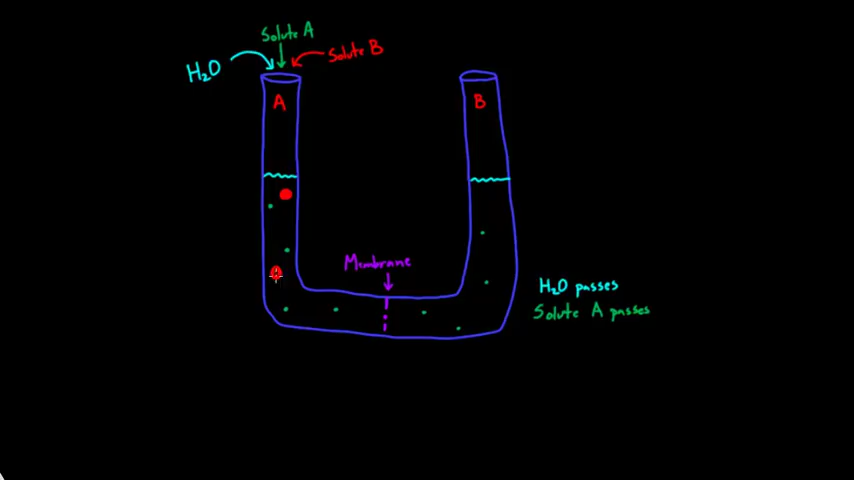 Solute A
Solute B
H₂O
A
B
Membrane
H₂O passes
Solute A passes